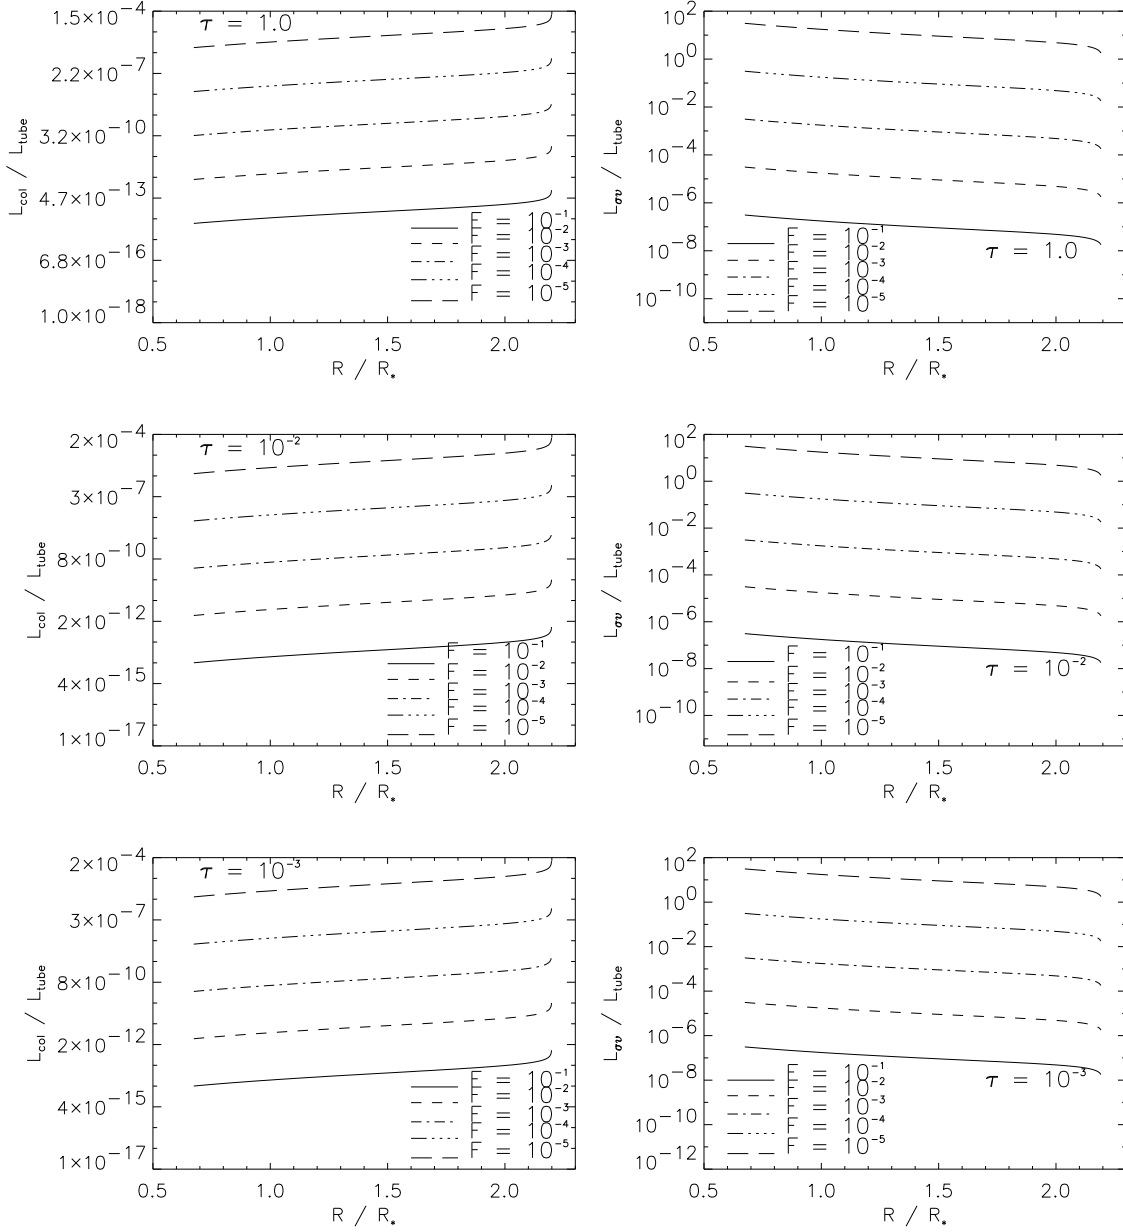 τ = 1.0
1.5×10⁻⁴
2.2×10⁻⁷
3.2×10⁻¹⁰
4.7×10⁻¹³
6.8×10⁻¹⁶
1.0×10⁻¹⁸
L_col / L_tube
F = 10⁻¹
F = 10⁻²
F = 10⁻³
F = 10⁻⁴
F = 10⁻⁵
0.5 1.0 1.5 2.0
R / R_*
10²
10⁰
10⁻²
10⁻⁴
10⁻⁶
10⁻⁸
10⁻¹⁰
L_σv / L_tube
F = 10⁻¹
F = 10⁻²
F = 10⁻³
F = 10⁻⁴
F = 10⁻⁵
τ = 1.0
0.5 1.0 1.5 2.0
R / R_*
τ = 10⁻²
2×10⁻⁴
3×10⁻⁷
8×10⁻¹⁰
2×10⁻¹²
4×10⁻¹⁵
1×10⁻¹⁷
L_col / L_tube
F = 10⁻¹
F = 10⁻²
F = 10⁻³
F = 10⁻⁴
F = 10⁻⁵
0.5 1.0 1.5 2.0
R / R_*
10²
10⁰
10⁻²
10⁻⁴
10⁻⁶
10⁻⁸
10⁻¹⁰
L_σv / L_tube
F = 10⁻¹
F = 10⁻²
F = 10⁻³
F = 10⁻⁴
F = 10⁻⁵
τ = 10⁻²
0.5 1.0 1.5 2.0
R / R_*
τ = 10⁻³
2×10⁻⁴
3×10⁻⁷
8×10⁻¹⁰
2×10⁻¹²
4×10⁻¹⁵
1×10⁻¹⁷
L_col / L_tube
F = 10⁻¹
F = 10⁻²
F = 10⁻³
F = 10⁻⁴
F = 10⁻⁵
0.5 1.0 1.5 2.0
R / R_*
10²
10⁰
10⁻²
10⁻⁴
10⁻⁶
10⁻⁸
10⁻¹⁰
10⁻¹²
L_σv / L_tube
F = 10⁻¹
F = 10⁻²
F = 10⁻³
F = 10⁻⁴
F = 10⁻⁵
τ = 10⁻³
0.5 1.0 1.5 2.0
R / R_*